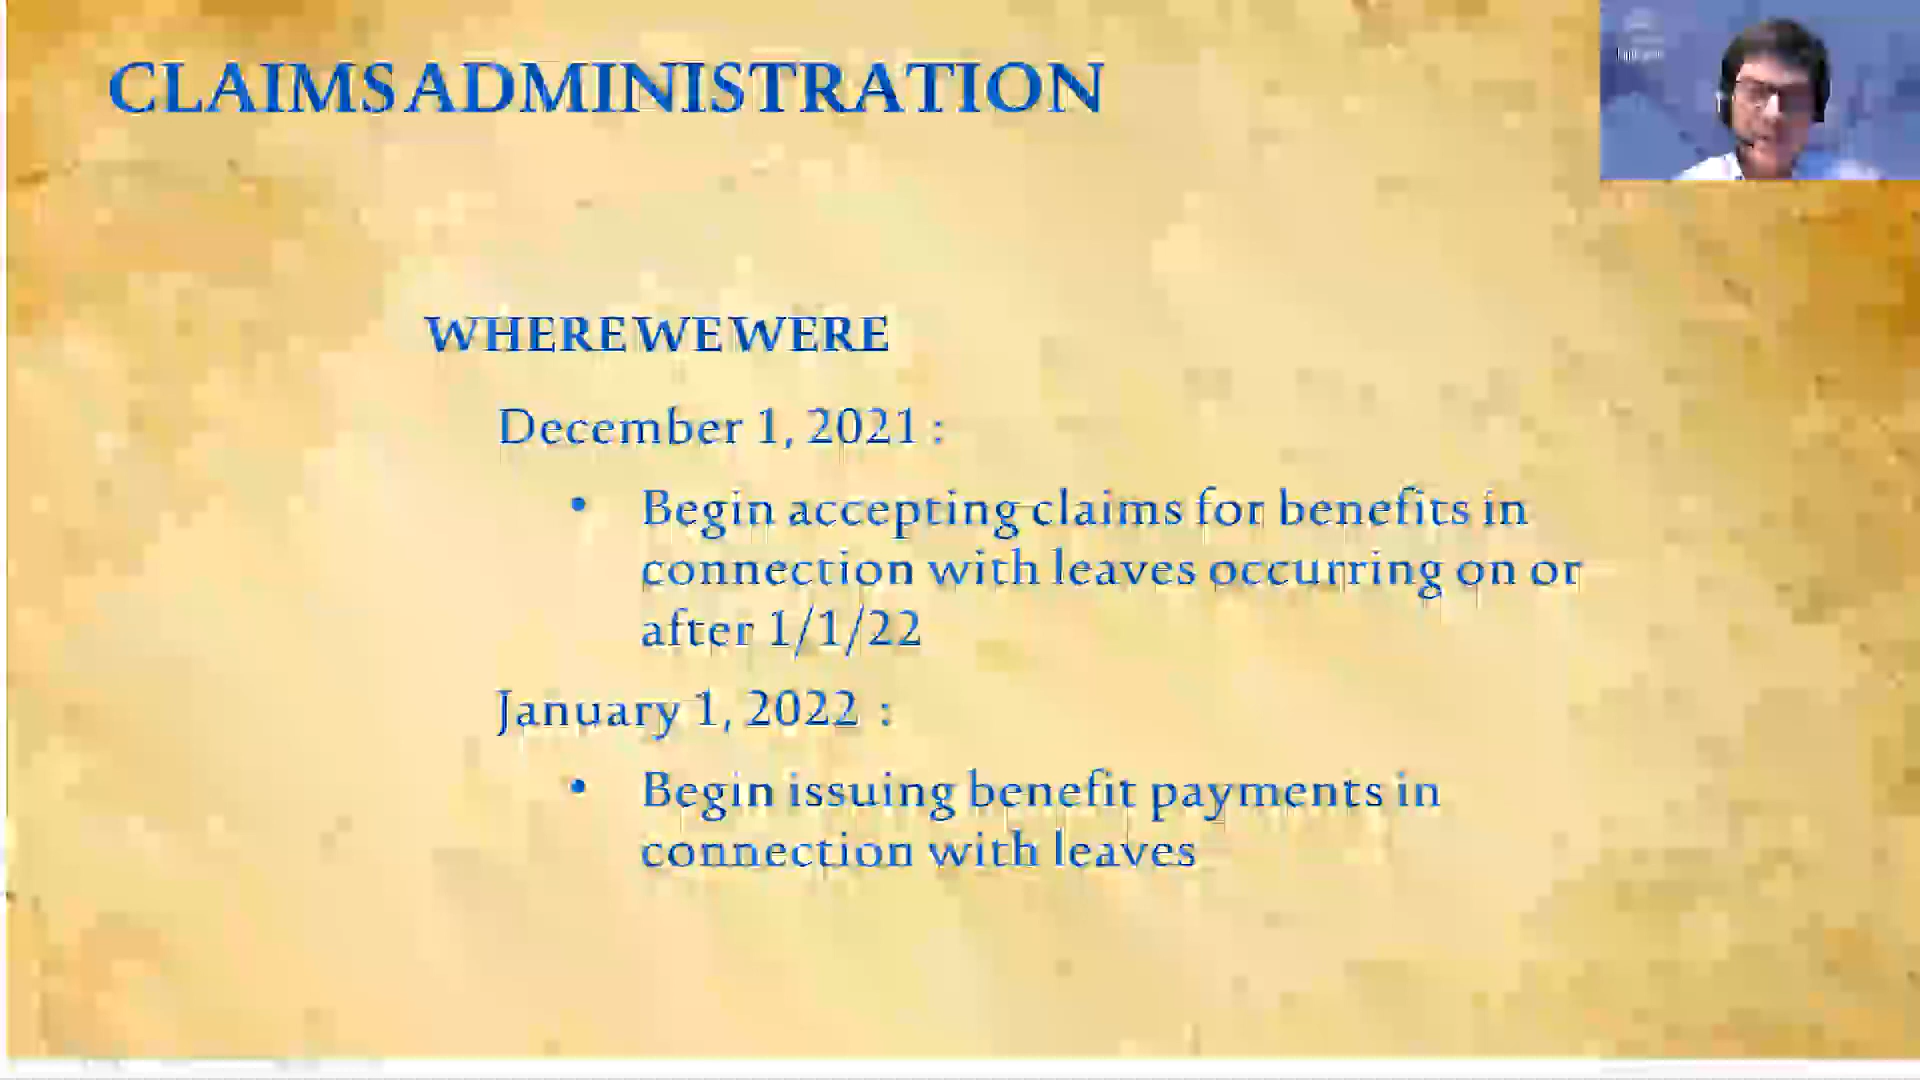 CLAIMS ADMINISTRATION
WHERE WE WERE
December 1, 2021 :
• Begin accepting claims for benefits in
connection with leaves occurring on or
after 1/1/22
January 1, 2022 :
• Begin issuing benefit payments in
connection with leaves